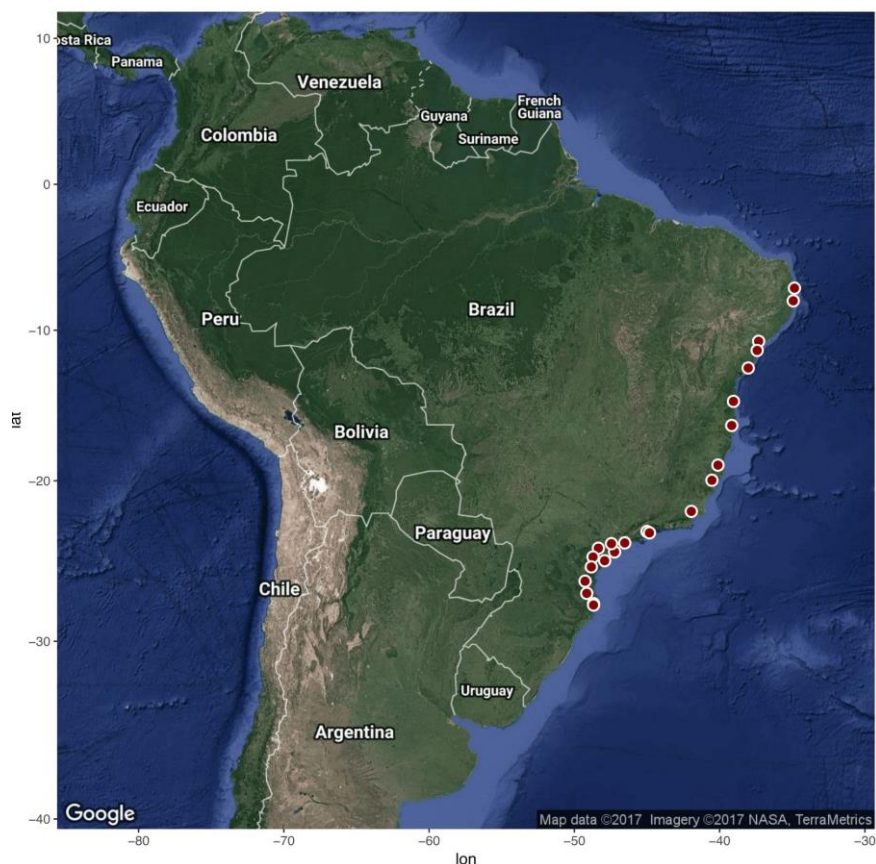 10
osta Rica
Panama
Venezuela
Guyana
French
Guiana
Suriname
Colombia
0
Ecuador
Brazil
Peru
-10
lat
Bolivia
-20
Paraguay
Chile
-30
Uruguay
Argentina
Google
Map data ©2017 Imagery ©2017 NASA, TerraMetrics
-40
-80
-70
-60
-50
-40
-30
lon